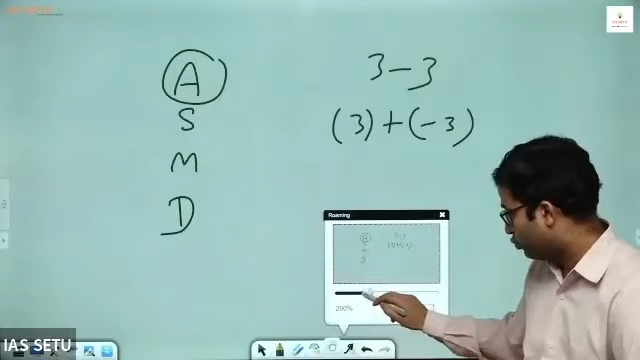 A
S
M
D
3 - 3
(3) + (-3)
Roaming
200%
IAS SETU